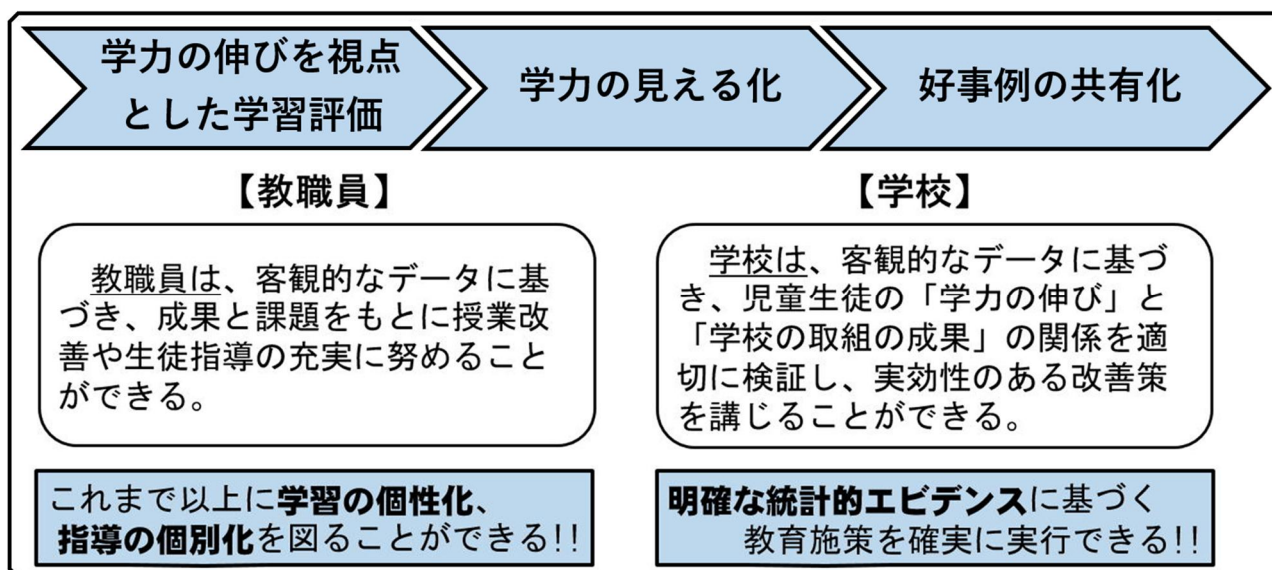 学力の伸びを視点
とした学習評価
学力の見える化
好事例の共有化
【教職員】
教職員は、客観的なデータに基
づき、成果と課題をもとに授業改
善や生徒指導の充実に努めること
ができる。
これまで以上に学習の個性化、
指導の個別化を図ることができる!!
【学校】
学校は、客観的なデータに基づ
き、児童生徒の「学力の伸び」と
「学校の取組の成果」の関係を適
切に検証し、実効性のある改善策
を講じることができる。
明確な統計的エビデンスに基づく
教育施策を確実に実行できる!!